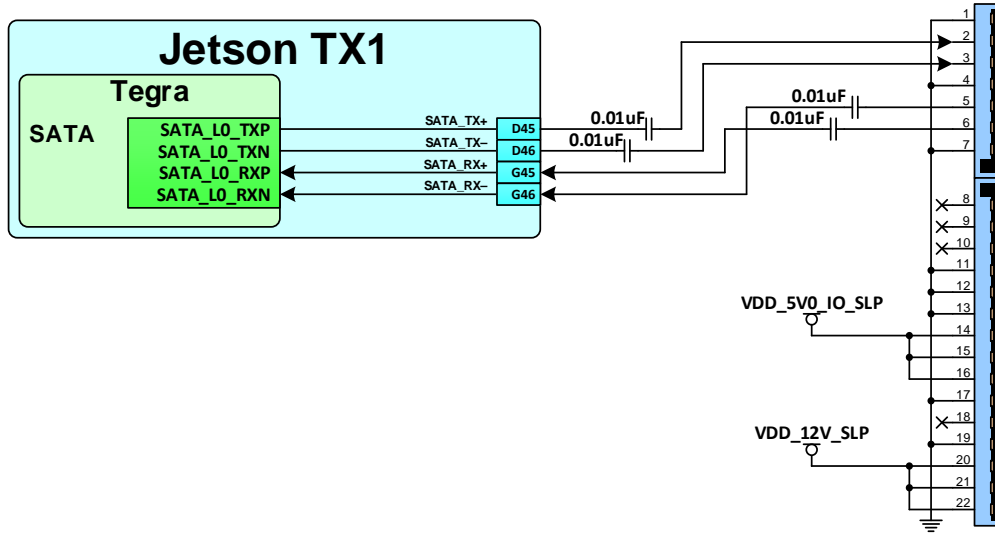 Jetson TX1
Tegra
SATA
SATA_L0_TXP
SATA_L0_TXN
SATA_L0_RXP
SATA_L0_RXN
SATA_TX+
SATA_TX–
SATA_RX+
SATA_RX–
D45
D46
G45
G46
0.01uF
0.01uF
0.01uF
0.01uF
1
2
3
4
5
6
7
8
9
10
11
12
13
VDD_5V0_IO_SLP
14
15
16
17
18
VDD_12V_SLP
19
20
21
22